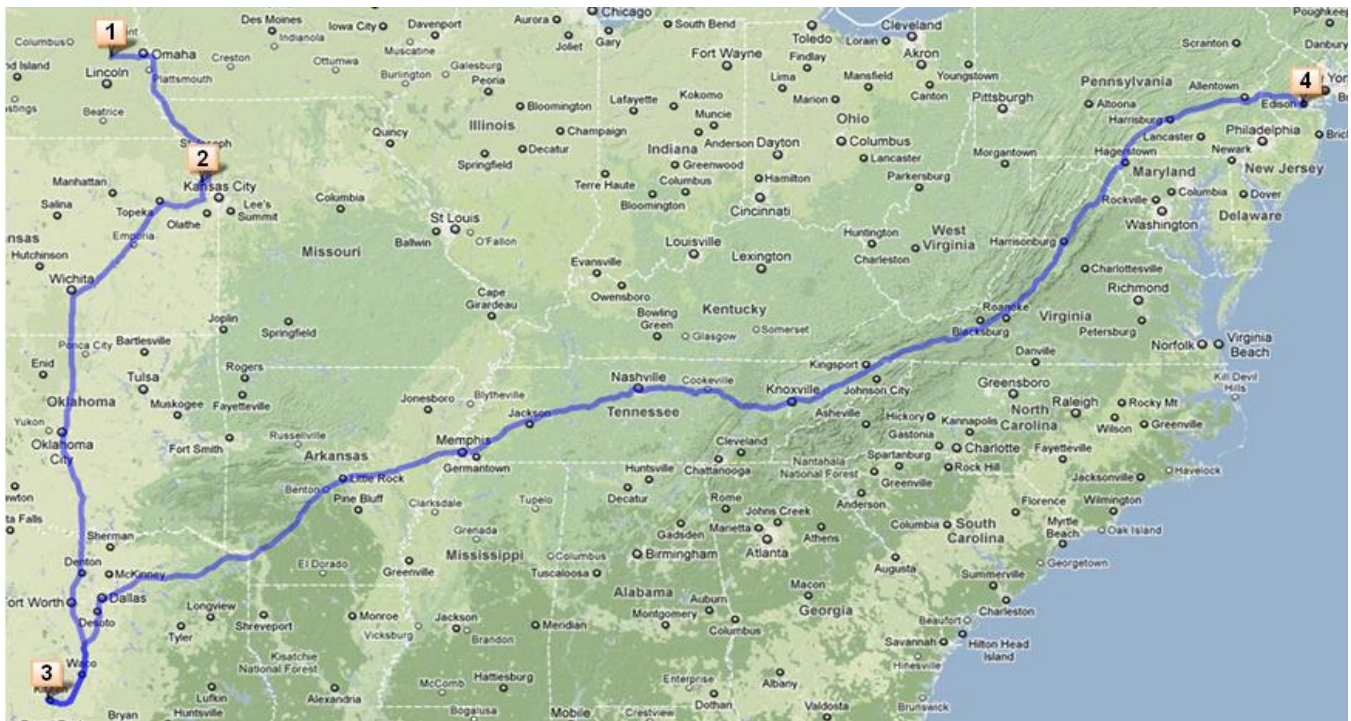 Chicago
Des Moines
Iowa City
Davenport
Aurora
South Bend
Toledo
Cleveland
Poughkee
1
Columbus
Indianola
Joliet
Gary
Lorain
Akron
Scranton
Danbury
Omaha
Creston
Muscatine
Galesburg
Fort Wayne
Findlay
Youngstown
Pennsylvania
4
Plattsmouth
Ottumwa
Burlington
Peoria
Lima
Mansfield
Canton
Pittsburgh
Allentown
Lincoln
Kokomo
Marion
Altoona
Edison
Bloomington
Lafayette
Muncie
Ohio
Harrisburg
Beatrice
Illinois
Champaign
Anderson
Columbus
Lancaster
Philadelphia
Quincy
Decatur
Indiana
Dayton
Lancaster
Morgantown
Hagerstown
Newark
2
Springfield
Greenwood
Hamilton
Maryland
New Jersey
Manhattan
Kansas City
Terre Haute
Columbus
Parkersburg
Columbia
Dover
Salina
Topeka
Lee's
Summit
Columbia
Bloomington
Cincinnati
Rockville
Washington
Delaware
Olathe
St Louis
O'Fallon
West
Virginia
Emporia
Ballwin
Huntington
Charleston
Harrisonburg
Hutchinson
Missouri
Louisville
Lexington
Charlottesville
Wichita
Evansville
Owensboro
Richmond
Cape
Girardeau
Kentucky
Roanoke
Virginia
Petersburg
Joplin
Springfield
Bowling
Green
Glasgow
Somerset
Blacksburg
Norfolk
Virginia
Beach
Ponca City
Bartlesville
Enid
Rogers
Kingsport
Danville
Tulsa
Nashville
Cookeville
Knoxville
Johnson City
Greensboro
Kill Devil
Hills
Oklahoma
Muskogee
Fayetteville
Jonesboro
Blytheville
Tennessee
Asheville
Hickory
Kannapolis
North
Carolina
Raleigh
Rocky Mt
Yukon
Oklahoma
City
Fort Smith
Russellville
Jackson
Gastonia
Wilson
Greenville
Arkansas
Memphis
Germantown
Cleveland
Charlotte
Fayetteville
Chattanooga
Nantahala
National Forest
Spartanburg
Rock Hill
Havelock
Little Rock
Huntsville
Greenville
Jacksonville
Benton
Pine Bluff
Clarksdale
Tupelo
Decatur
Rome
Anderson
Florence
Wilmington
Johns Creek
Columbia
South
Carolina
Myrtle
Beach
Oak Island
Sherman
Grenada
Gadsden
Marietta
Athens
Mississippi
Columbus
Birmingham
Atlanta
Georgetown
Denton
McKinney
El Dorado
Greenville
Tuscaloosa
Augusta
Summerville
Dallas
Longview
Monroe
Alabama
Macon
Charleston
Desoto
Shreveport
Vicksburg
Jackson
Brandon
Meridian
Montgomery
Auburn
Columbus
Georgia
Beaufort
Tyler
Savannah
Hilton Head
Island
Waco
Kisatchie
National Forest
Hinesville
3
Lufkin
Alexandria
McComb
Hattiesburg
Enterprise
Albany
Bryan
Huntsville
Bogalusa
Mobile
Crestview
Dothan
Valdosta
Brunswick